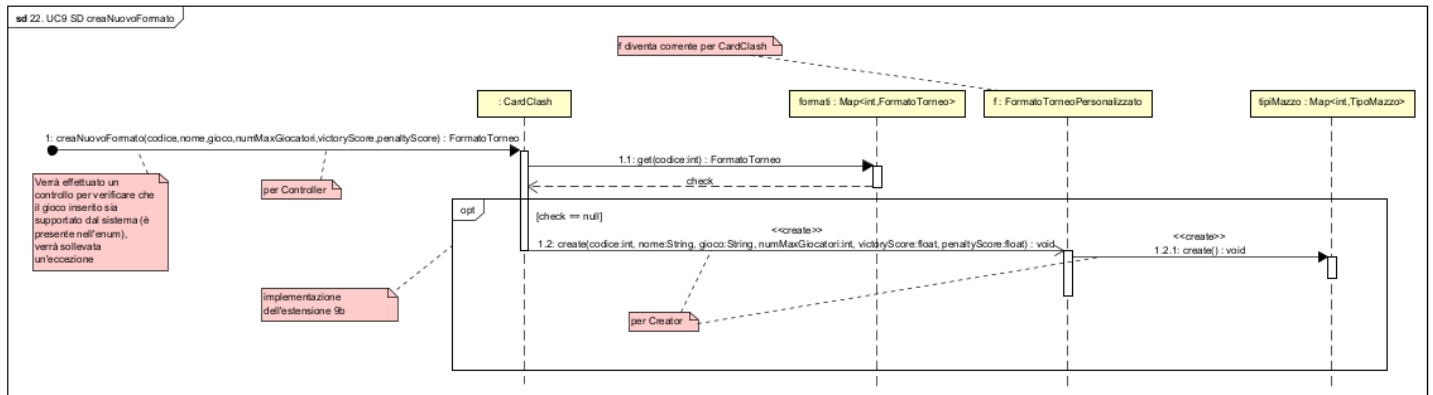 sd 22. UC9 SD creaNuovoFormato
f diventa corrente per CardClash
: CardClash
formati : Map<int,FormatoTorneo>
f : FormatoTorneoPersonalizzato
tipiMazzo : Map<int,TipoMazzo>
1: creaNuovoFormato(codice,nome,gioco,numMaxGiocatori,victoryScore,penaltyScore) : FormatoTorneo
1.1: get(codice:int) : FormatoTorneo
check
Verrà effettuato un
controllo per verificare che
il gioco inserito sia
supportato dal sistema (è
presente nell'enum),
verrà sollevata
un'eccezione
per Controller
opt
[check == null]
<<create>>
1.2: create(codice:int, nome:String, gioco:String, numMaxGiocatori:int, victoryScore:float, penaltyScore:float) : void
<<create>>
1.2.1: create() : void
implementazione
dell'estensione 9b
per Creator